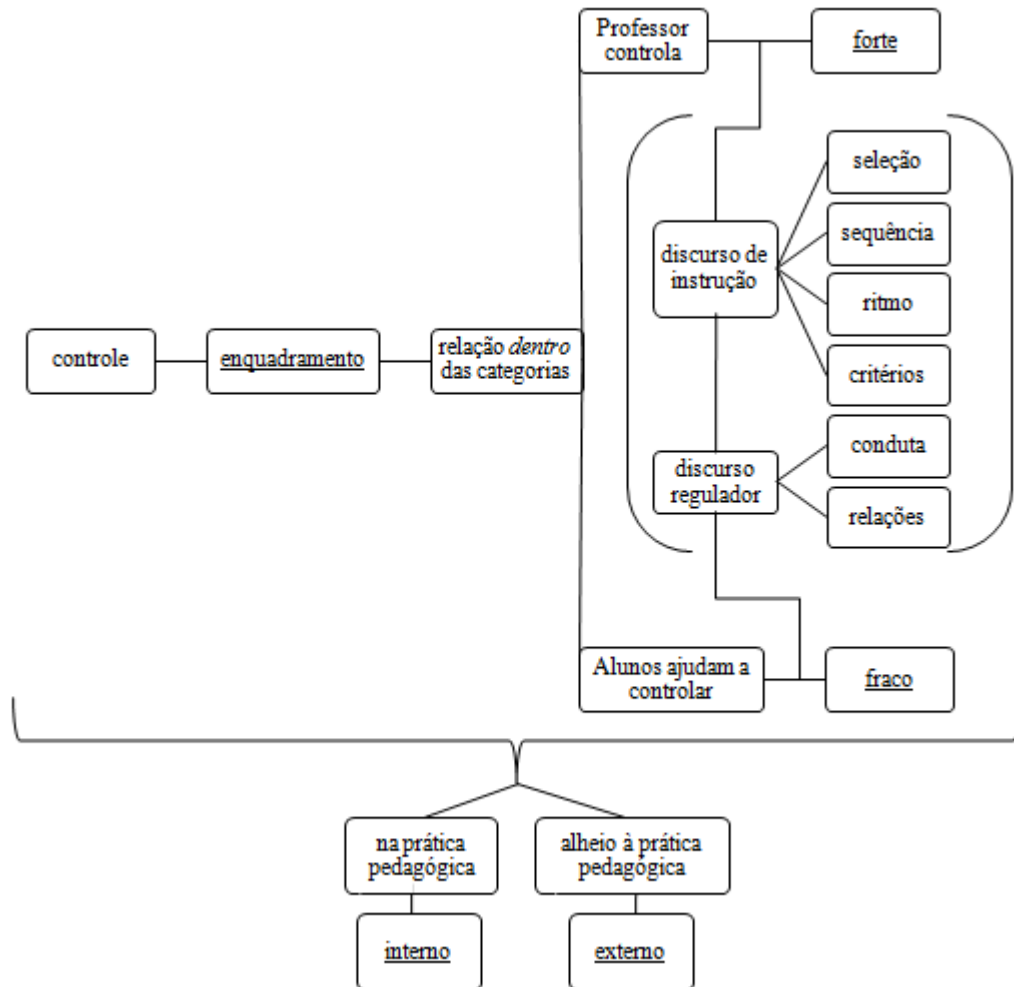 Professor
controla
forte
seleção
sequência
discurso de
instrução
ritmo
critérios
controle
enquadramento
relação dentro
das categorias
conduta
discurso
regulador
relações
Alunos ajudam a
controlar
fraco
na prática
pedagógica
alheio à prática
pedagógica
interno
externo